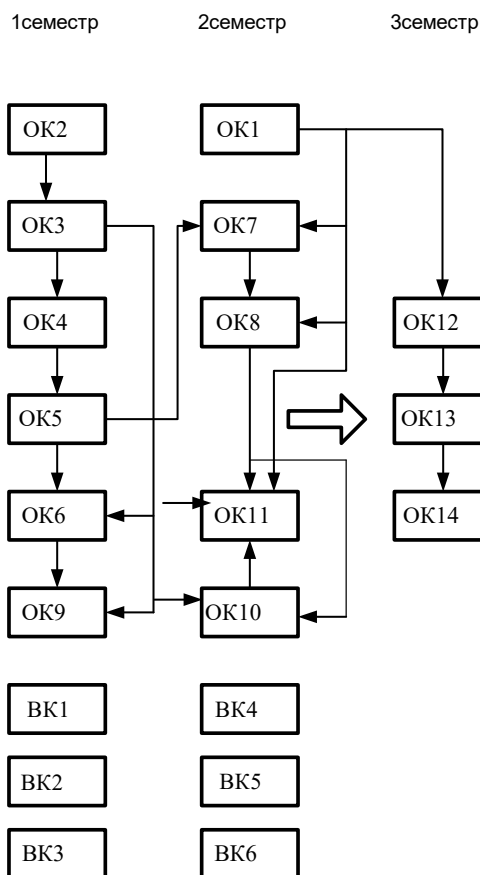 1семестр 2семестр 3семестр
ОК2 ОК1
ОК3 ОК7
ОК4 ОК8 ОК12
ОК5 ОК13
ОК6 ОК11 ОК14
ОК9 ОК10
ВК1 ВК4
ВК2 ВК5
ВК3 ВК6